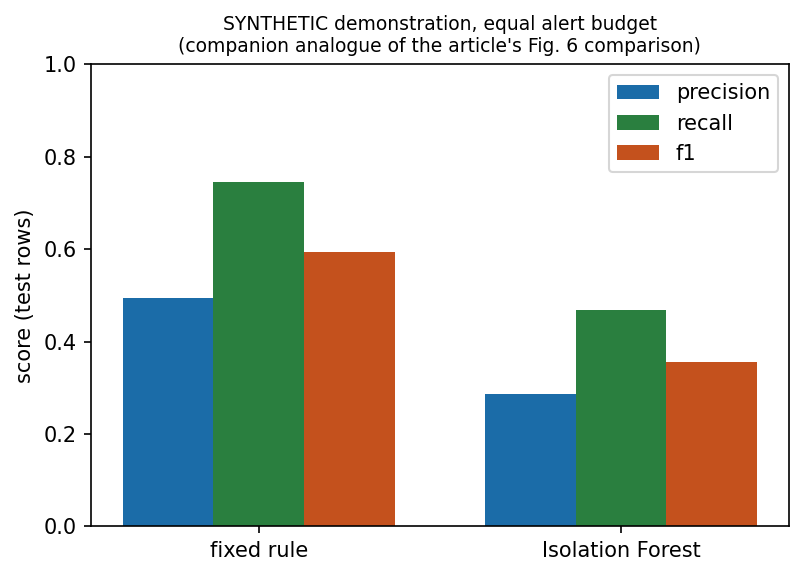 SYNTHETIC demonstration, equal alert budget
(companion analogue of the article's Fig. 6 comparison)
1.0
precision
recall
f1
0.8
0.6
0.4
0.2
0.0
score (test rows)
fixed rule
Isolation Forest